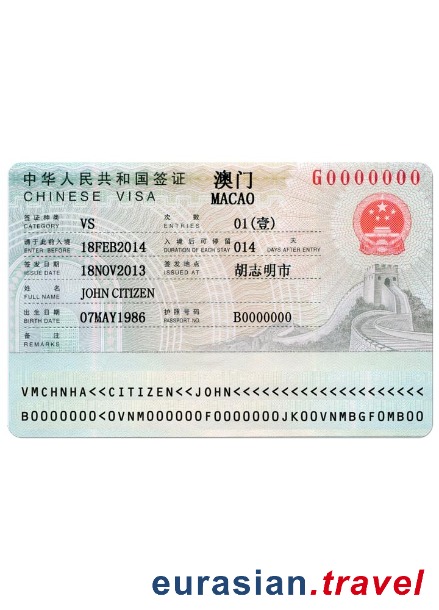 中华人民共和国签证 澳门 G0000000
CHINESE VISA MACAO
签证种类 VS 次 数 01(壹)
CATEGORY ENTRIES
请于此前入境 18FEB2014 入境后可停留 014 天
ENTER BEFORE DURATION OF EACH STAY DAYS AFTER ENTRY
签发日期 18NOV2013 签发地点 胡志明市
ISSUE DATE ISSUED AT
姓 名 JOHN CITIZEN
FULL NAME
出生日期 07MAY1986 护照号码 B0000000
BIRTH DATE PASSPORT NO.
备 注
REMARKS
VMCHNHA<<CITIZEN<<JOHN<<<<<<<<<<<<<<<<<<<<<<
B0000000<0VNM000000F0000000JK00VNMBGF0MB00
eurasian.travel